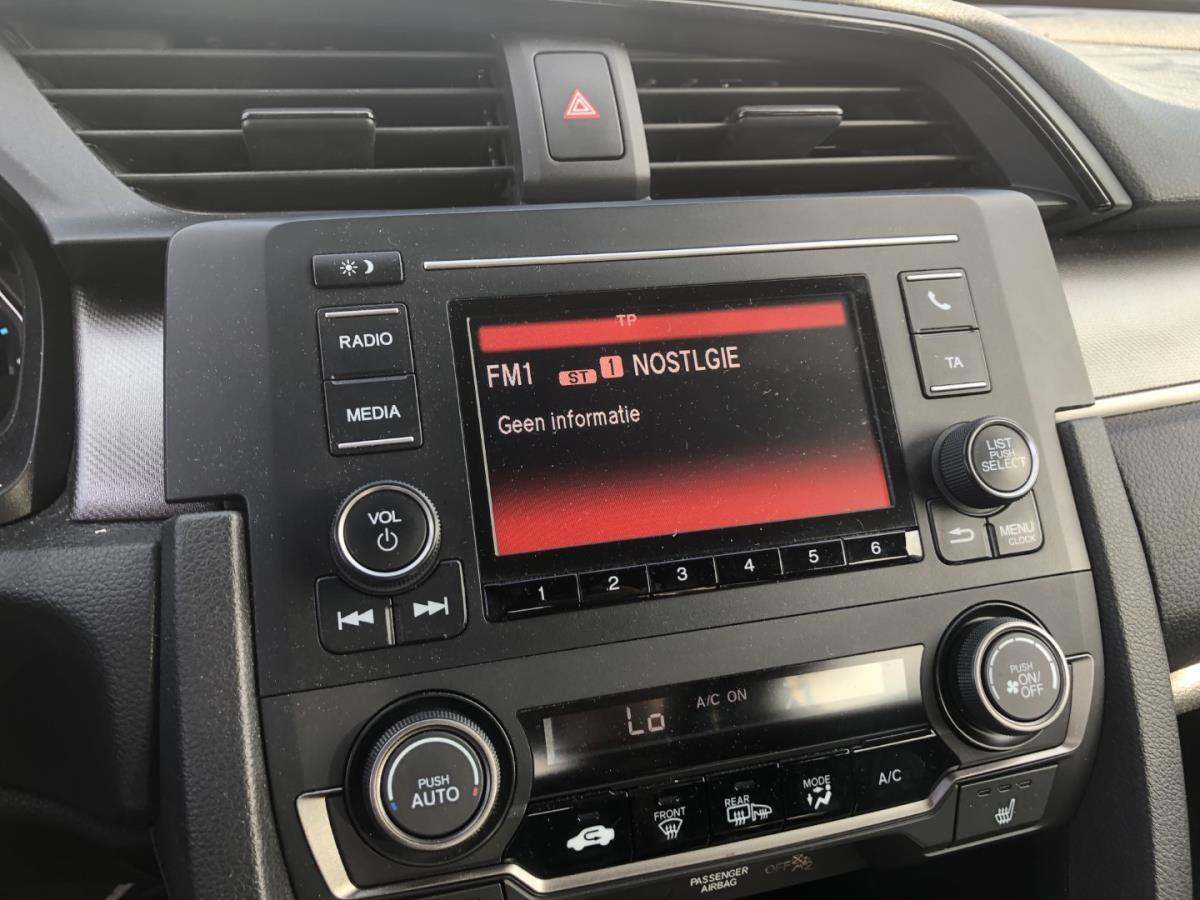 RADIO
MEDIA
VOL
TP
FM1 ST 1 NOSTLGIE
Geen informatie
1 2 3 4 5 6
TA
LIST
PUSH
SELECT
MENU
CLOCK
A/C ON
Lo
PUSH
AUTO
PUSH
ON/
OFF
FRONT
REAR
MODE
A/C
PASSENGER
AIRBAG
OFF